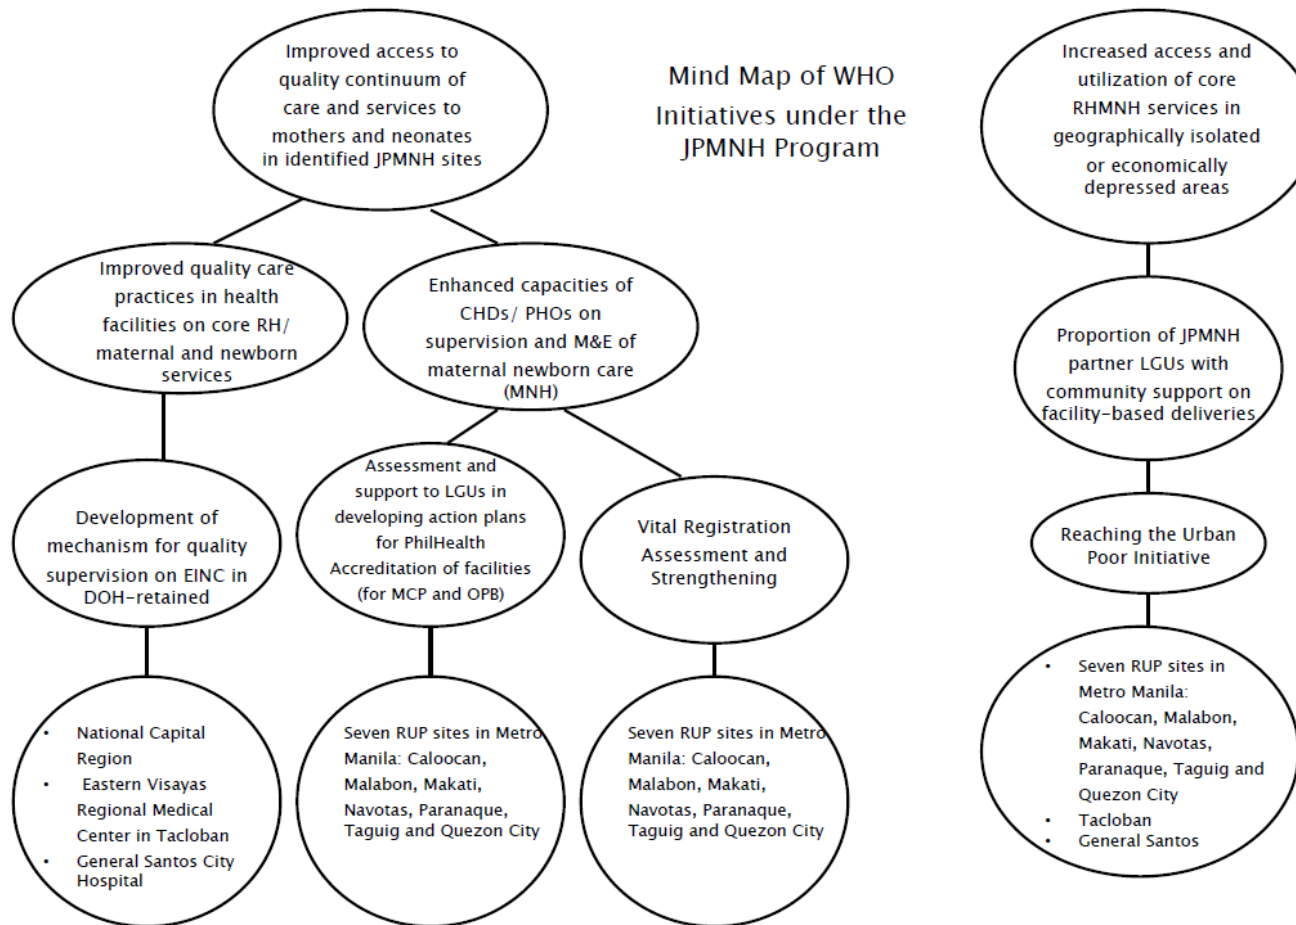 Improved access to
quality continuum of
care and services to
mothers and neonates
in identified JPMNH sites
Mind Map of WHO
Initiatives under the
JPMNH Program
Increased access and
utilization of core
RHMNH services in
geographically isolated
or economically
depressed areas
Improved quality care
practices in health
facilities on core RH/
maternal and newborn
services
Enhanced capacities of
CHDs/ PHOs on
supervision and M&E of
maternal newborn care
(MNH)
Proportion of JPMNH
partner LGUs with
community support on
facility-based deliveries
Development of
mechanism for quality
supervision on EINC in
DOH-retained
Assessment and
support to LGUs in
developing action plans
for PhilHealth
Accreditation of facilities
(for MCP and OPB)
Vital Registration
Assessment and
Strengthening
Reaching the Urban
Poor Initiative
• National Capital
Region
• Eastern Visayas
Regional Medical
Center in Tacloban
• General Santos City
Hospital
Seven RUP sites in Metro
Manila: Caloocan,
Malabon, Makati,
Navotas, Paranaque,
Taguig and Quezon City
Seven RUP sites in Metro
Manila: Caloocan,
Malabon, Makati,
Navotas, Paranaque,
Taguig and Quezon City
• Seven RUP sites in
Metro Manila:
Caloocan, Malabon,
Makati, Navotas,
Paranaque, Taguig and
Quezon City
• Tacloban
• General Santos